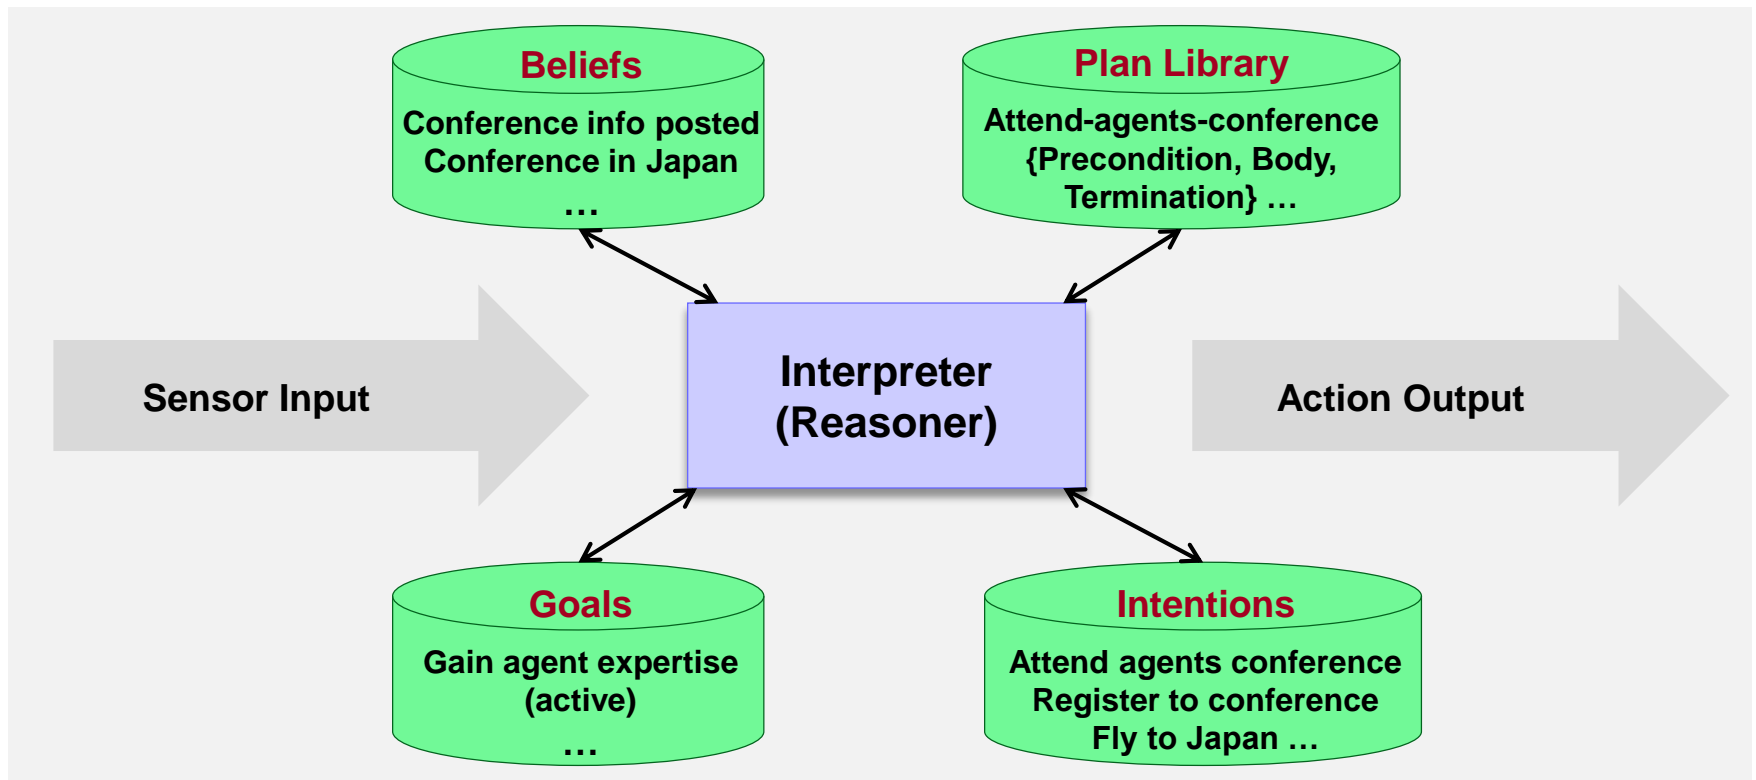 Beliefs
Conference info posted
Conference in Japan
…
Plan Library
Attend-agents-conference
{Precondition, Body,
Termination} …
Sensor Input
Interpreter
(Reasoner)
Action Output
Goals
Gain agent expertise
(active)
…
Intentions
Attend agents conference
Register to conference
Fly to Japan …